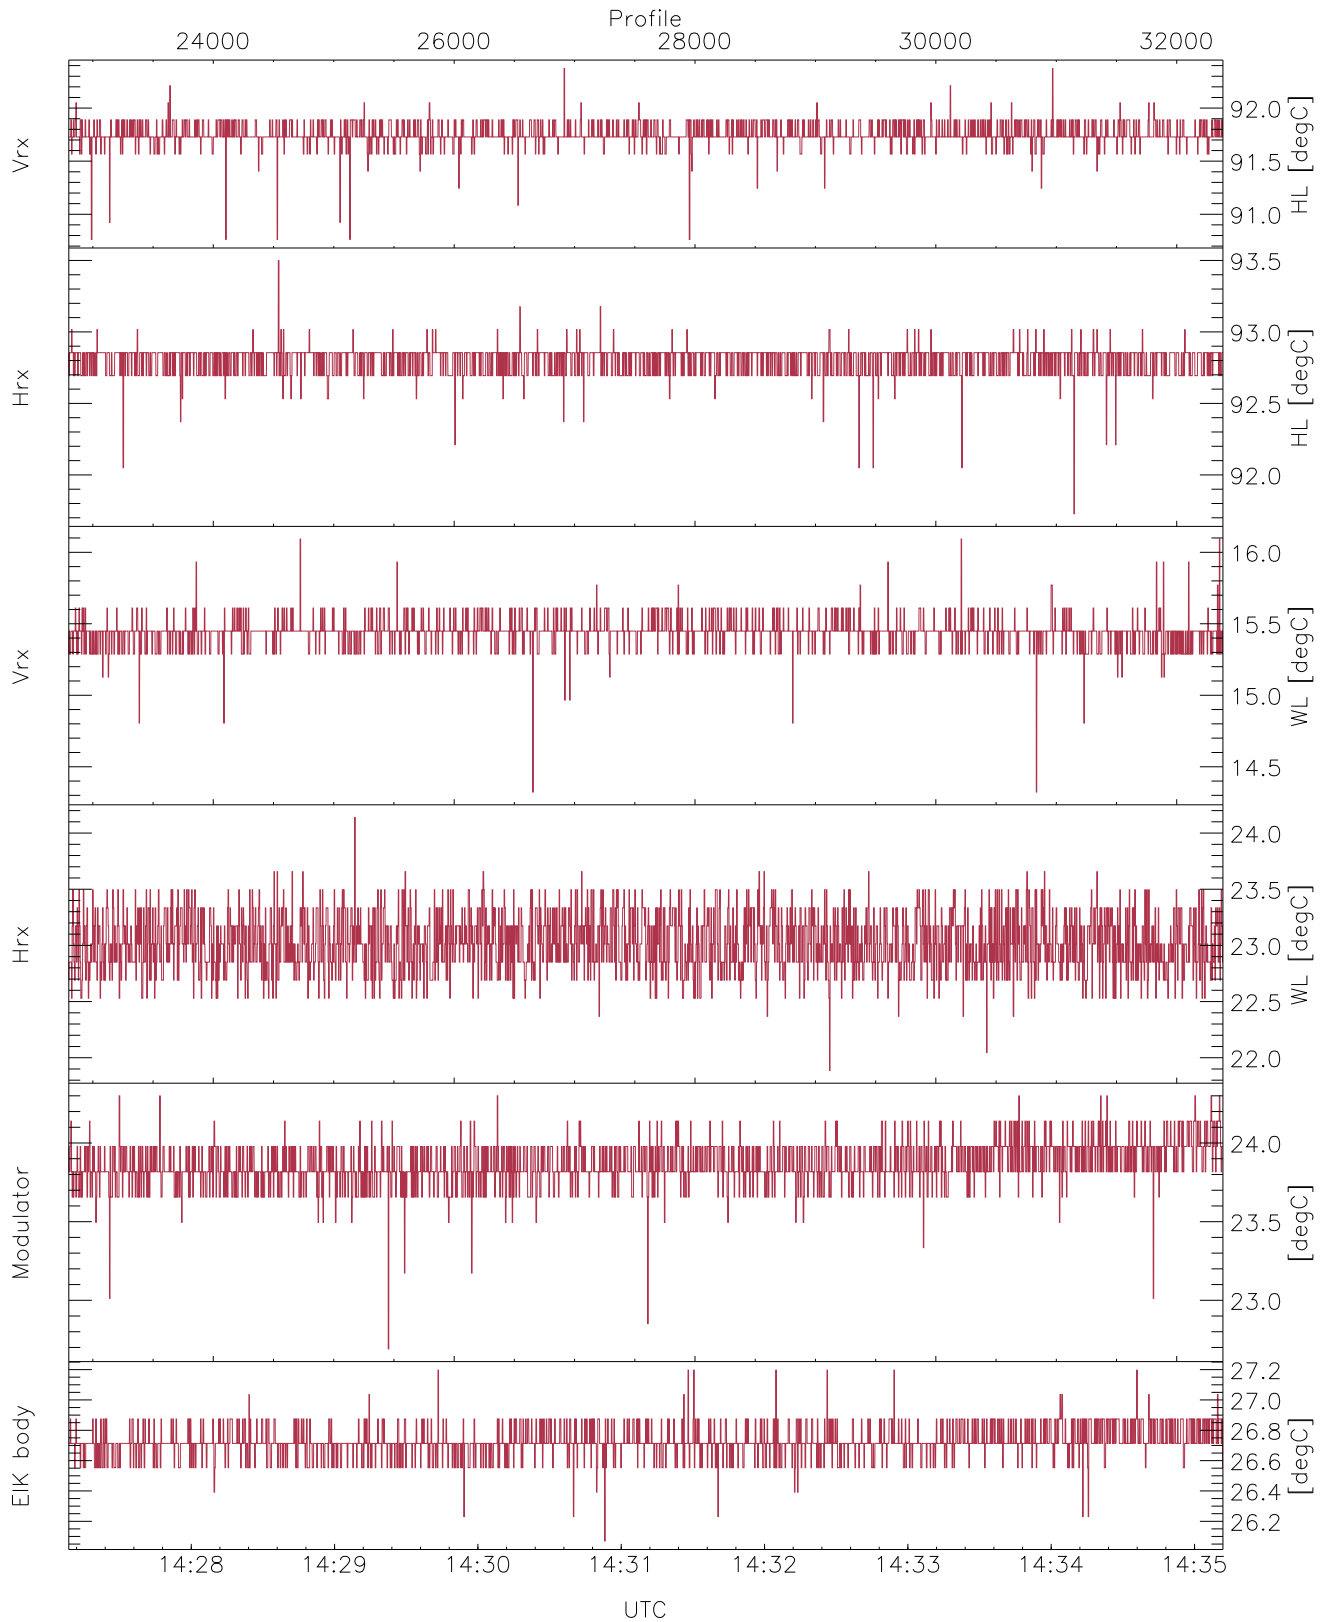 Profile
24000 26000 28000 30000 32000
Vrx
92.0
91.5
91.0
HL [degC]
Hrx
93.5
93.0
92.5
92.0
HL [degC]
Vrx
16.0
15.5
15.0
14.5
WL [degC]
Hrx
24.0
23.5
23.0
22.5
22.0
WL [degC]
Modulator
24.0
23.5
23.0
[degC]
EIK body
27.2
27.0
26.8
26.6
26.4
26.2
[degC]
14:28 14:29 14:30 14:31 14:32 14:33 14:34 14:35
UTC